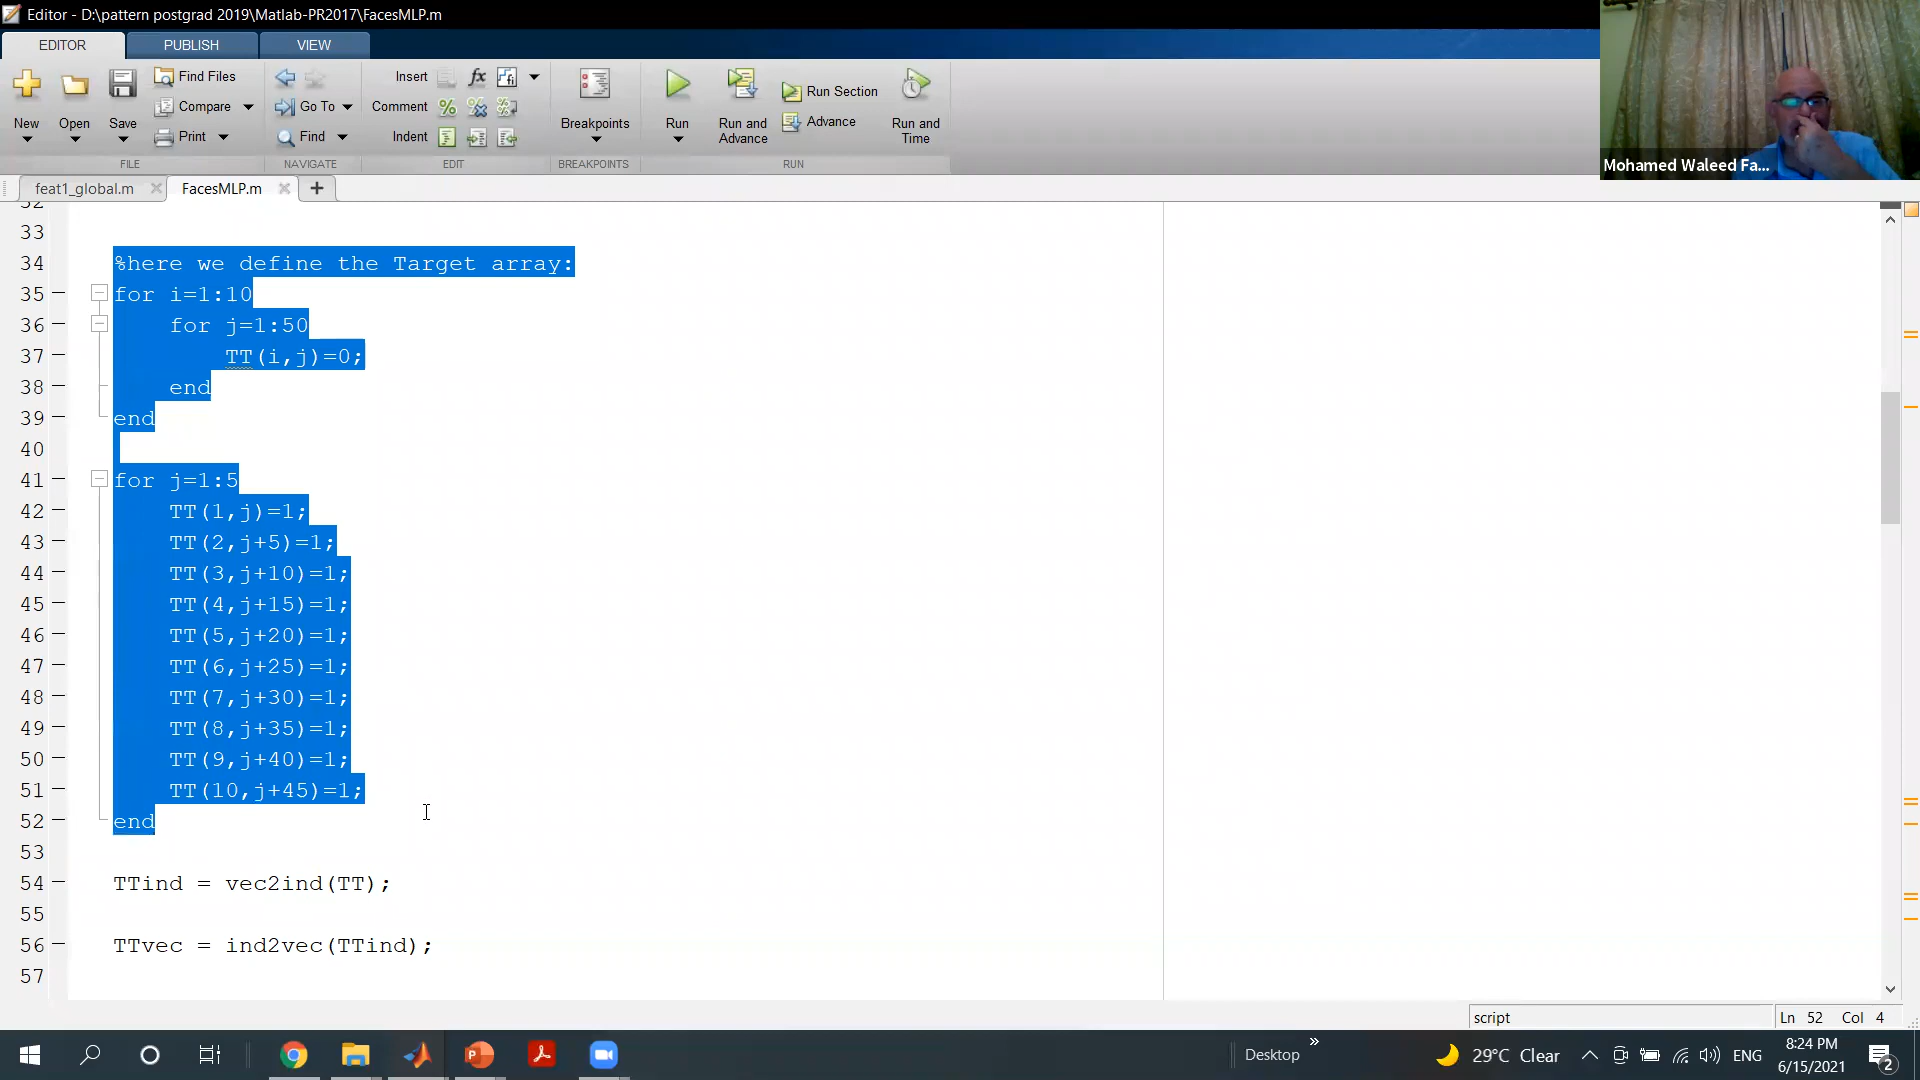 Editor - D:\pattern postgrad 2019\Matlab-PR2017\FacesMLP.m
EDITOR PUBLISH VIEW
New Open Save
Find Files
Compare
Print
FILE
Go To
Find
NAVIGATE
Insert fx
Comment
Indent
EDIT
Breakpoints
BREAKPOINTS
Run
Run and Advance
Run Section
Advance
Run and Time
RUN
Mohamed Waleed Fa...
feat1_global.m FacesMLP.m
32
33
34 %here we define the Target array:
35 for i=1:10
36 for j=1:50
37 TT(i,j)=0;
38 end
39 end
40
41 for j=1:5
42 TT(1,j)=1;
43 TT(2,j+5)=1;
44 TT(3,j+10)=1;
45 TT(4,j+15)=1;
46 TT(5,j+20)=1;
47 TT(6,j+25)=1;
48 TT(7,j+30)=1;
49 TT(8,j+35)=1;
50 TT(9,j+40)=1;
51 TT(10,j+45)=1;
52 end
53
54 TTind = vec2ind(TT);
55
56 TTvec = ind2vec(TTind);
57
script Ln 52 Col 4
Desktop » 29°C Clear ENG 8:24 PM
6/15/2021 2